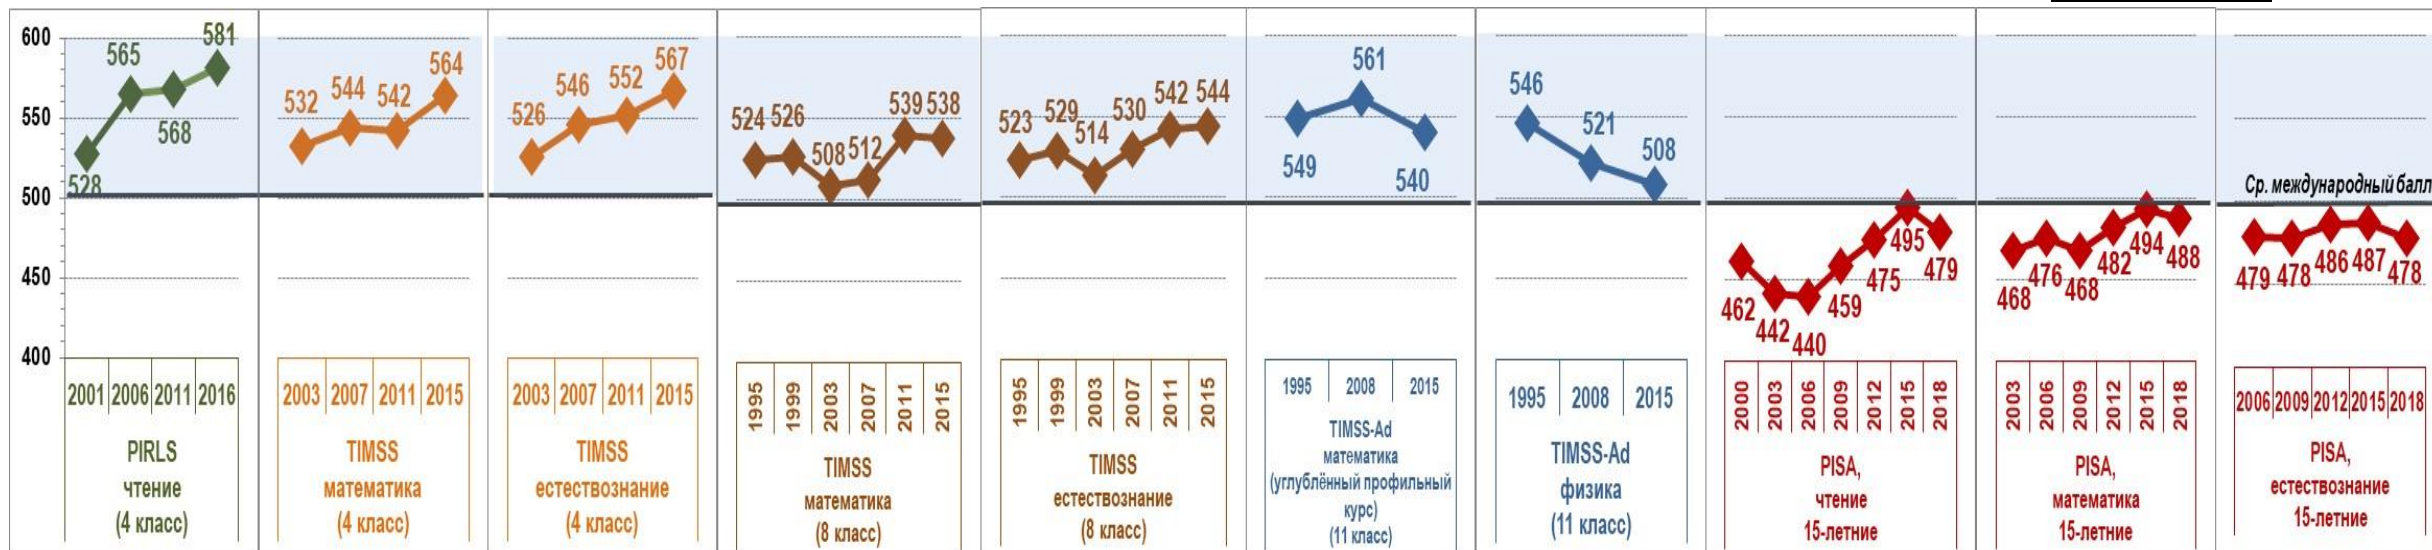 600
550
500
450
400
528
565
568
581
2001 2006 2011 2016
PIRLS
чтение
(4 класс)
532
544
542
564
2003 2007 2011 2015
TIMSS
математика
(4 класс)
526
546
552
567
2003 2007 2011 2015
TIMSS
естествознание
(4 класс)
524
526
508
512
539
538
1995 1999 2003 2007 2011 2015
TIMSS
математика
(8 класс)
523
529
514
530
542
544
1995 1999 2003 2007 2011 2015
TIMSS
естествознание
(8 класс)
549
561
540
1995 2008 2015
TIMSS-Ad
математика
(углублённый профильный
курс)
(11 класс)
546
521
508
1995 2008 2015
TIMSS-Ad
физика
(11 класс)
462
442
440
459
475
495
479
2000 2003 2006 2009 2012 2015 2018
PISA,
чтение
15-летние
468
476
468
482
494
488
2003 2006 2009 2012 2015 2018
PISA,
математика
15-летние
Ср. международный балл
479
478
486
487
478
2006 2009 2012 2015 2018
PISA,
естествознание
15-летние